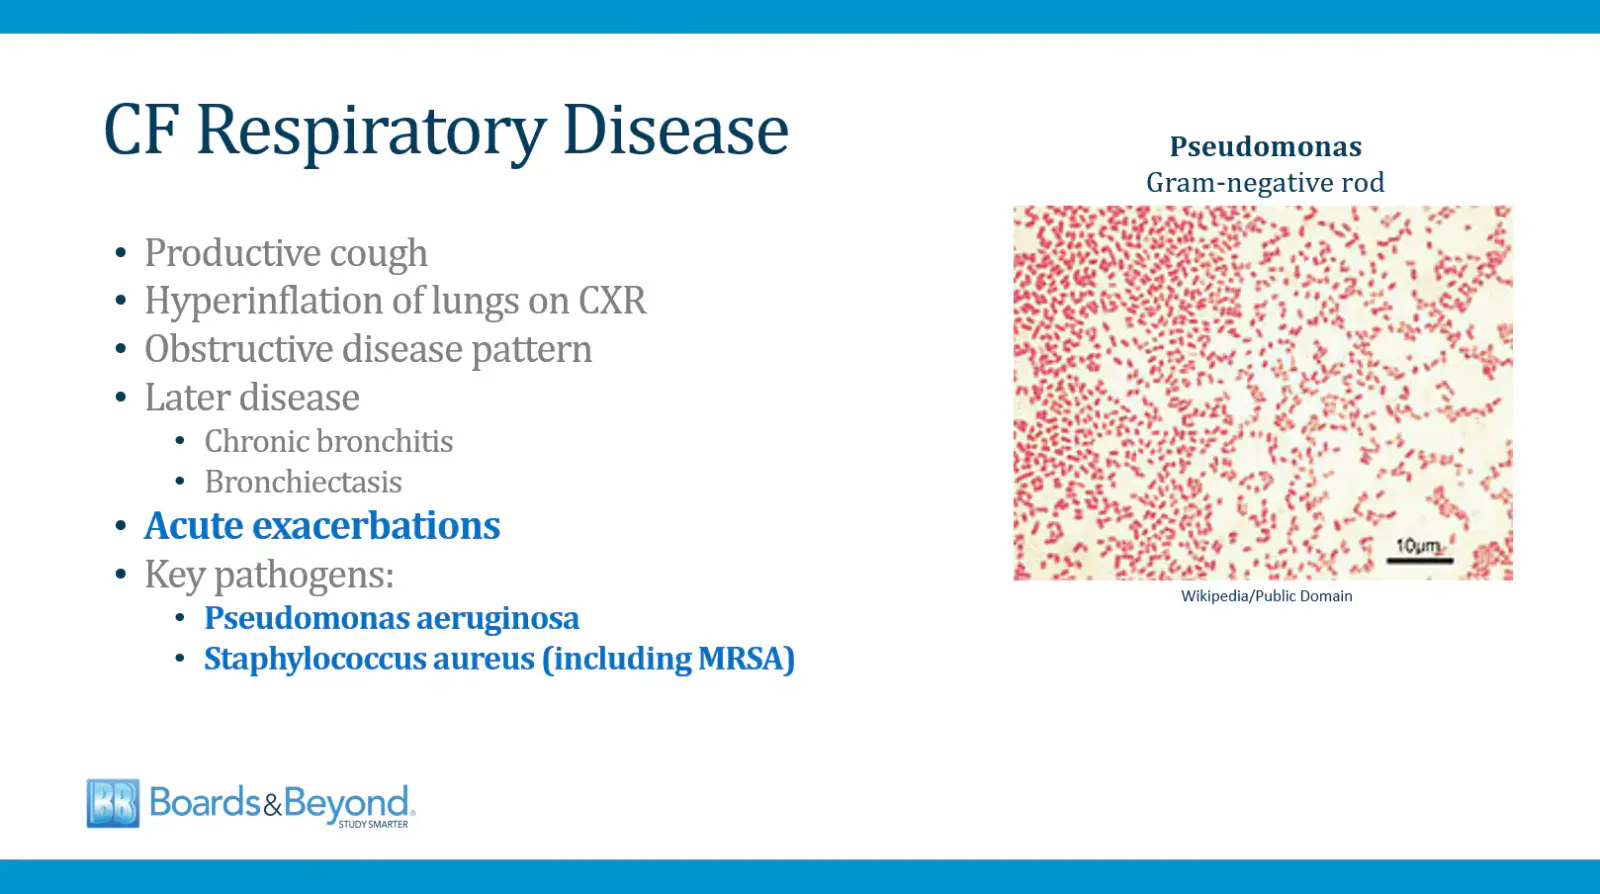 CF Respiratory Disease
• Productive cough
• Hyperinflation of lungs on CXR
• Obstructive disease pattern
• Later disease
• Chronic bronchitis
• Bronchiectasis
• Acute exacerbations
• Key pathogens:
• Pseudomonas aeruginosa
• Staphylococcus aureus (including MRSA)
Pseudomonas
Gram-negative rod
10µm
Wikipedia/Public Domain
BB Boards&Beyond®
STUDY SMARTER